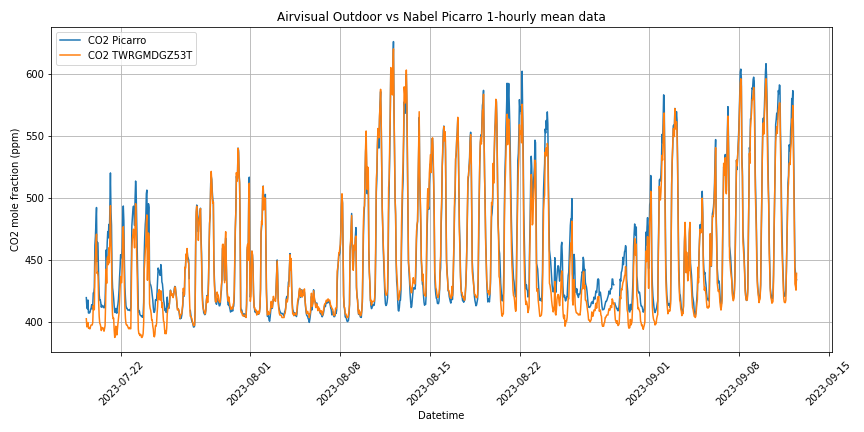 Airvisual Outdoor vs Nabel Picarro 1-hourly mean data
CO2 Picarro
CO2 TWRGMDGZ53T
CO2 mole fraction (ppm)
600
550
500
450
400
2023-07-22
2023-08-01
2023-08-08
2023-08-15
2023-08-22
2023-09-01
2023-09-08
2023-09-15
Datetime